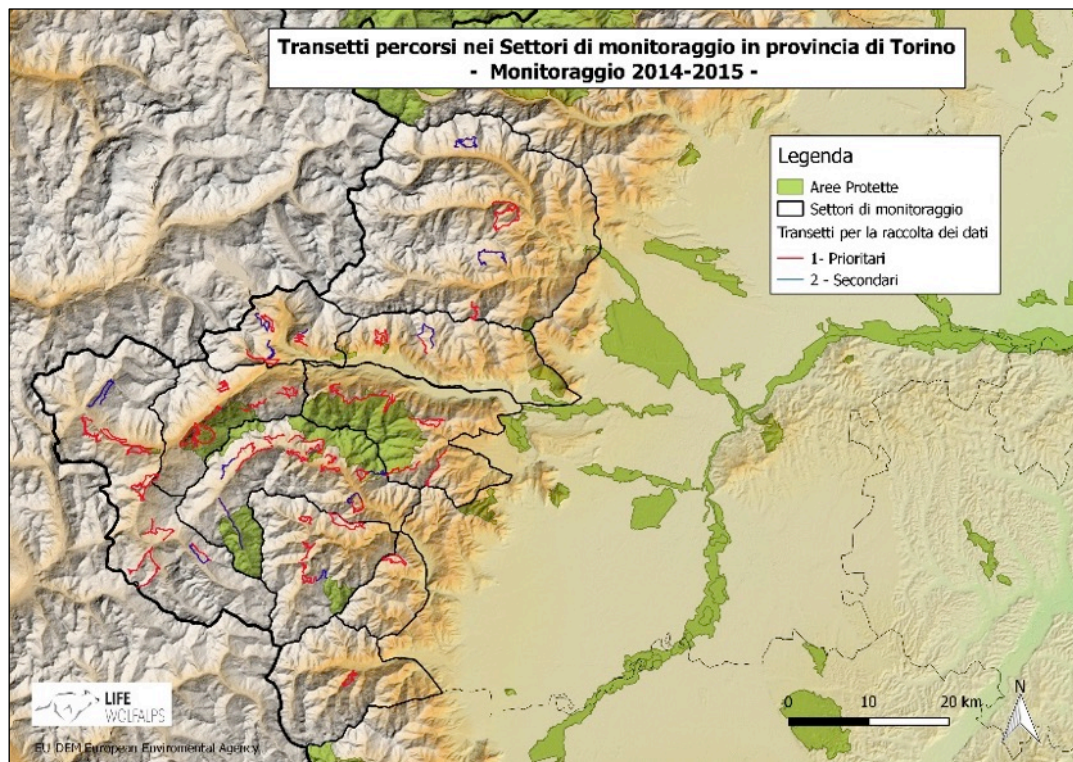 Transetti percorsi nei Settori di monitoraggio in provincia di Torino
- Monitoraggio 2014-2015 -
Legenda
Aree Protette
Settori di monitoraggio
Transetti per la raccolta dei dati
1- Prioritari
2 - Secondari
0 10 20 km
N
LIFE
WOLFALPS
EU DEM European Enviromental Agency